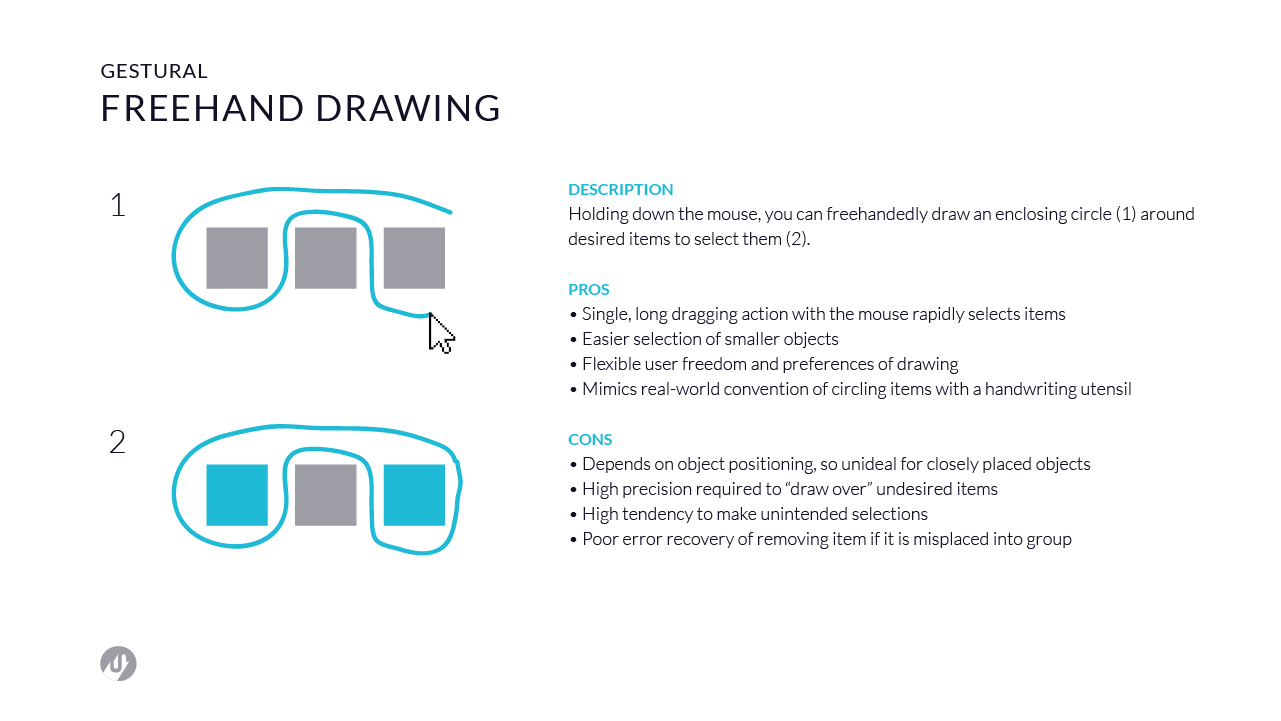 GESTURAL
FREEHAND DRAWING
1
2
DESCRIPTION
Holding down the mouse, you can freehandedly draw an enclosing circle (1) around
desired items to select them (2).
PROS
• Single, long dragging action with the mouse rapidly selects items
• Easier selection of smaller objects
• Flexible user freedom and preferences of drawing
• Mimics real-world convention of circling items with a handwriting utensil
CONS
• Depends on object positioning, so unideal for closely placed objects
• High precision required to “draw over” undesired items
• High tendency to make unintended selections
• Poor error recovery of removing item if it is misplaced into group